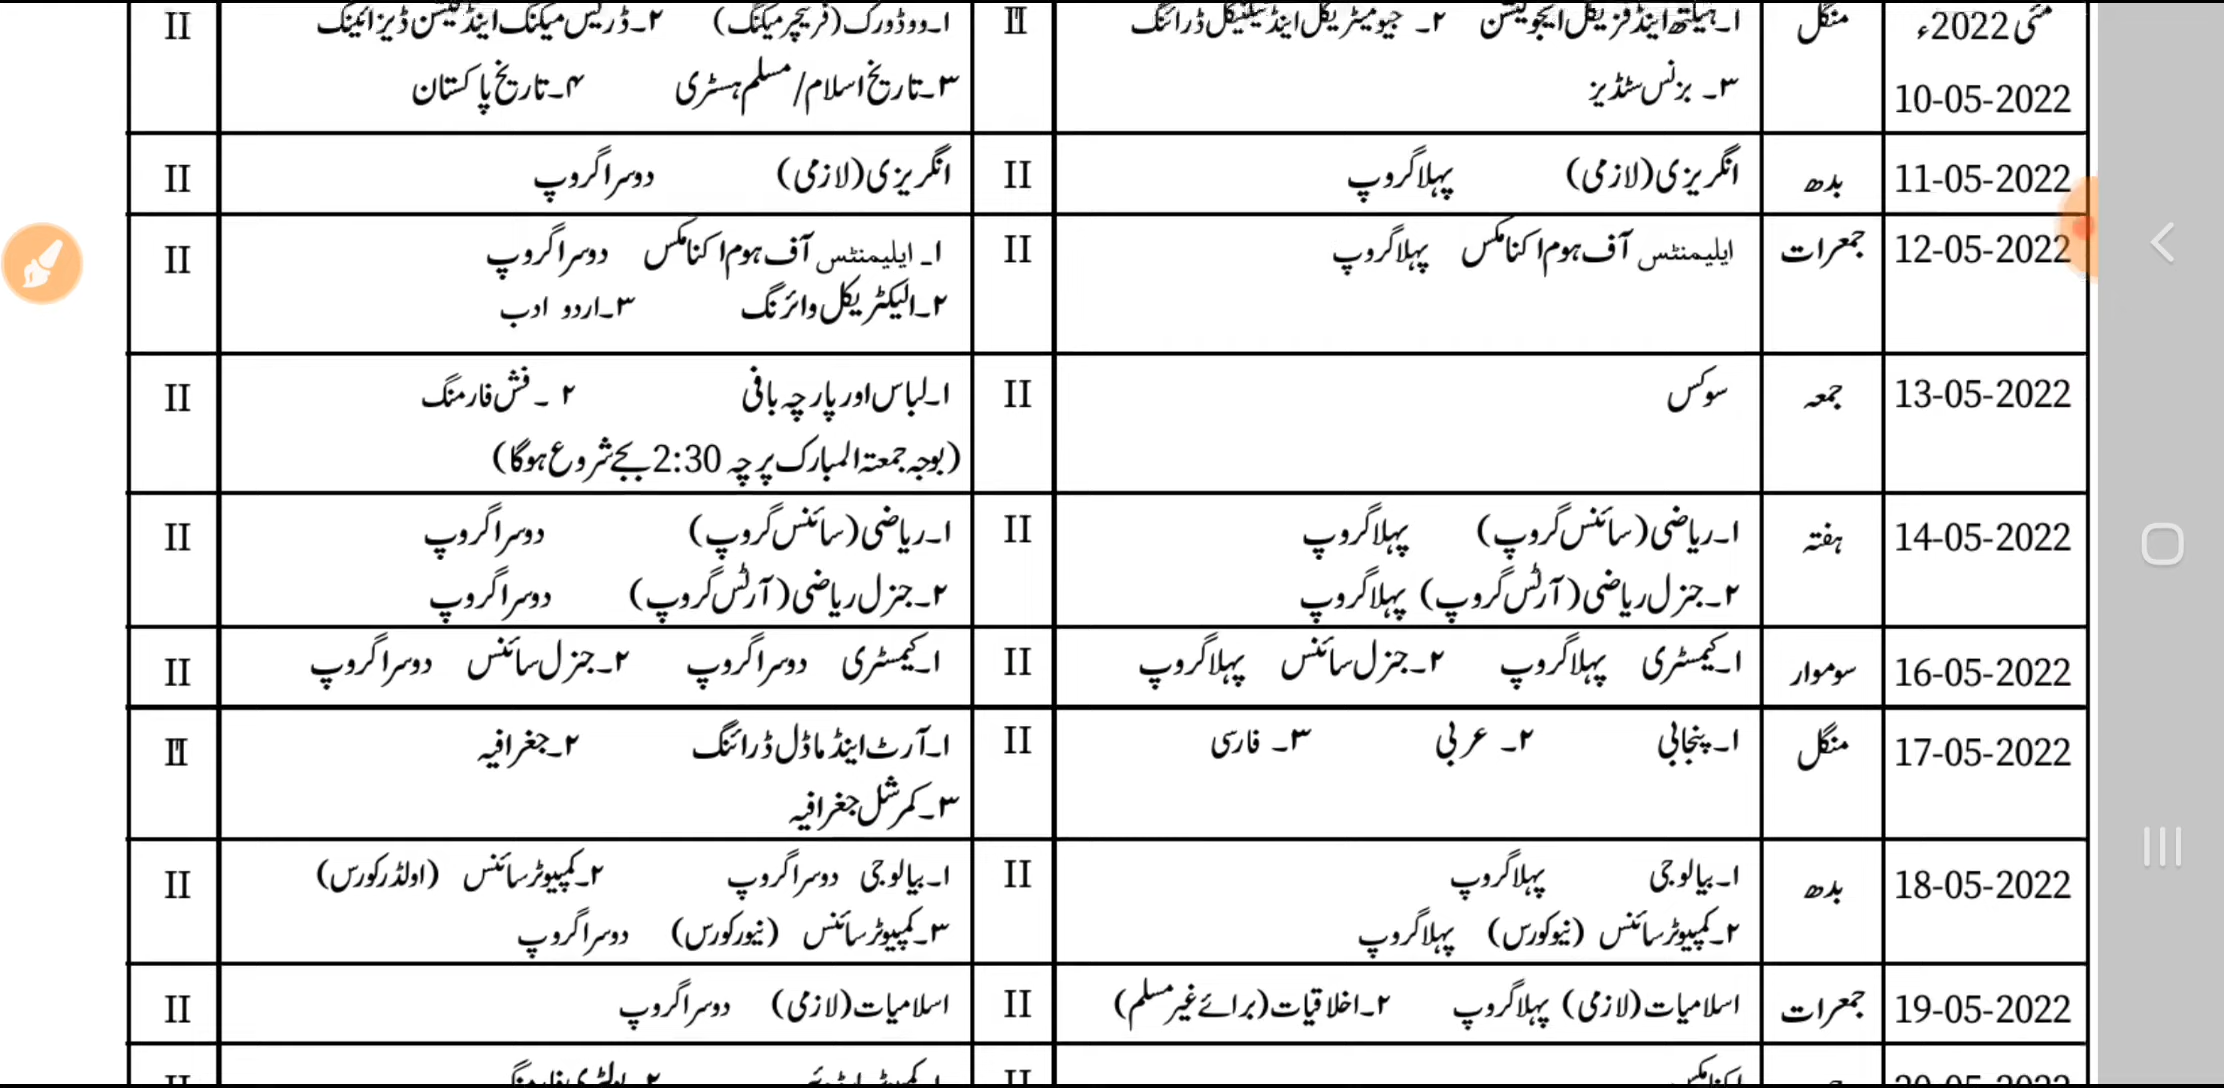 مئی 2022ء منگل ۱۔ہیلتھ اینڈ فزیکل ایجوکیشن ۲۔ جیومیٹریکل اینڈ ٹیکنیکل ڈرائنگ II ۱۔ووڈورک (فرنیچر میکنگ) ۲۔ڈریس میکنگ اینڈ فیشن ڈیزائینگ II
10-05-2022 ۳۔ بزنس سٹڈیز ۳۔تاریخ اسلام/مسلم ہسٹری ۴۔تاریخ پاکستان
11-05-2022 بدھ انگریزی (لازمی) پہلا گروپ II انگریزی (لازمی) دوسرا گروپ II
12-05-2022 جمعرات ایلیمنٹس آف ہوم اکنامکس پہلا گروپ II ۱۔ ایلیمنٹس آف ہوم اکنامکس دوسرا گروپ II
۲۔الیکٹریکل وائرنگ ۳۔اردو ادب
13-05-2022 جمعہ سوکس II ۱۔لباس اور پارچہ بافی ۲ ۔ فش فارمنگ II
(بوجہ جمعتہ المبارک پرچہ 2:30 بجے شروع ہوگا)
14-05-2022 ہفتہ ۱۔ریاضی (سائنس گروپ) پہلا گروپ II ۱۔ریاضی (سائنس گروپ) دوسرا گروپ II
۲۔جنرل ریاضی (آرٹس گروپ) پہلا گروپ ۲۔جنرل ریاضی (آرٹس گروپ) دوسرا گروپ
16-05-2022 سوموار ۱۔کیمسٹری پہلا گروپ ۲۔جنرل سائنس پہلا گروپ II ۱۔کیمسٹری دوسرا گروپ ۲۔جنرل سائنس دوسرا گروپ II
17-05-2022 منگل ۱۔پنجابی ۲۔ عربی ۳۔ فارسی II ۱۔آرٹ اینڈ ماڈل ڈرائنگ ۲۔جغرافیہ II
۳۔کمرشل جغرافیہ
18-05-2022 بدھ ۱۔بیالوجی پہلا گروپ II ۱۔بیالوجی دوسرا گروپ ۲۔کمپیوٹر سائنس (اولڈ کورس) II
۲۔کمپیوٹر سائنس (نیو کورس) پہلا گروپ ۳۔کمپیوٹر سائنس (نیو کورس) دوسرا گروپ
19-05-2022 جمعرات اسلامیات (لازمی) پہلا گروپ ۲۔اخلاقیات (برائے غیر مسلم) II اسلامیات (لازمی) دوسرا گروپ II
20-05-2022 اکنامکس II